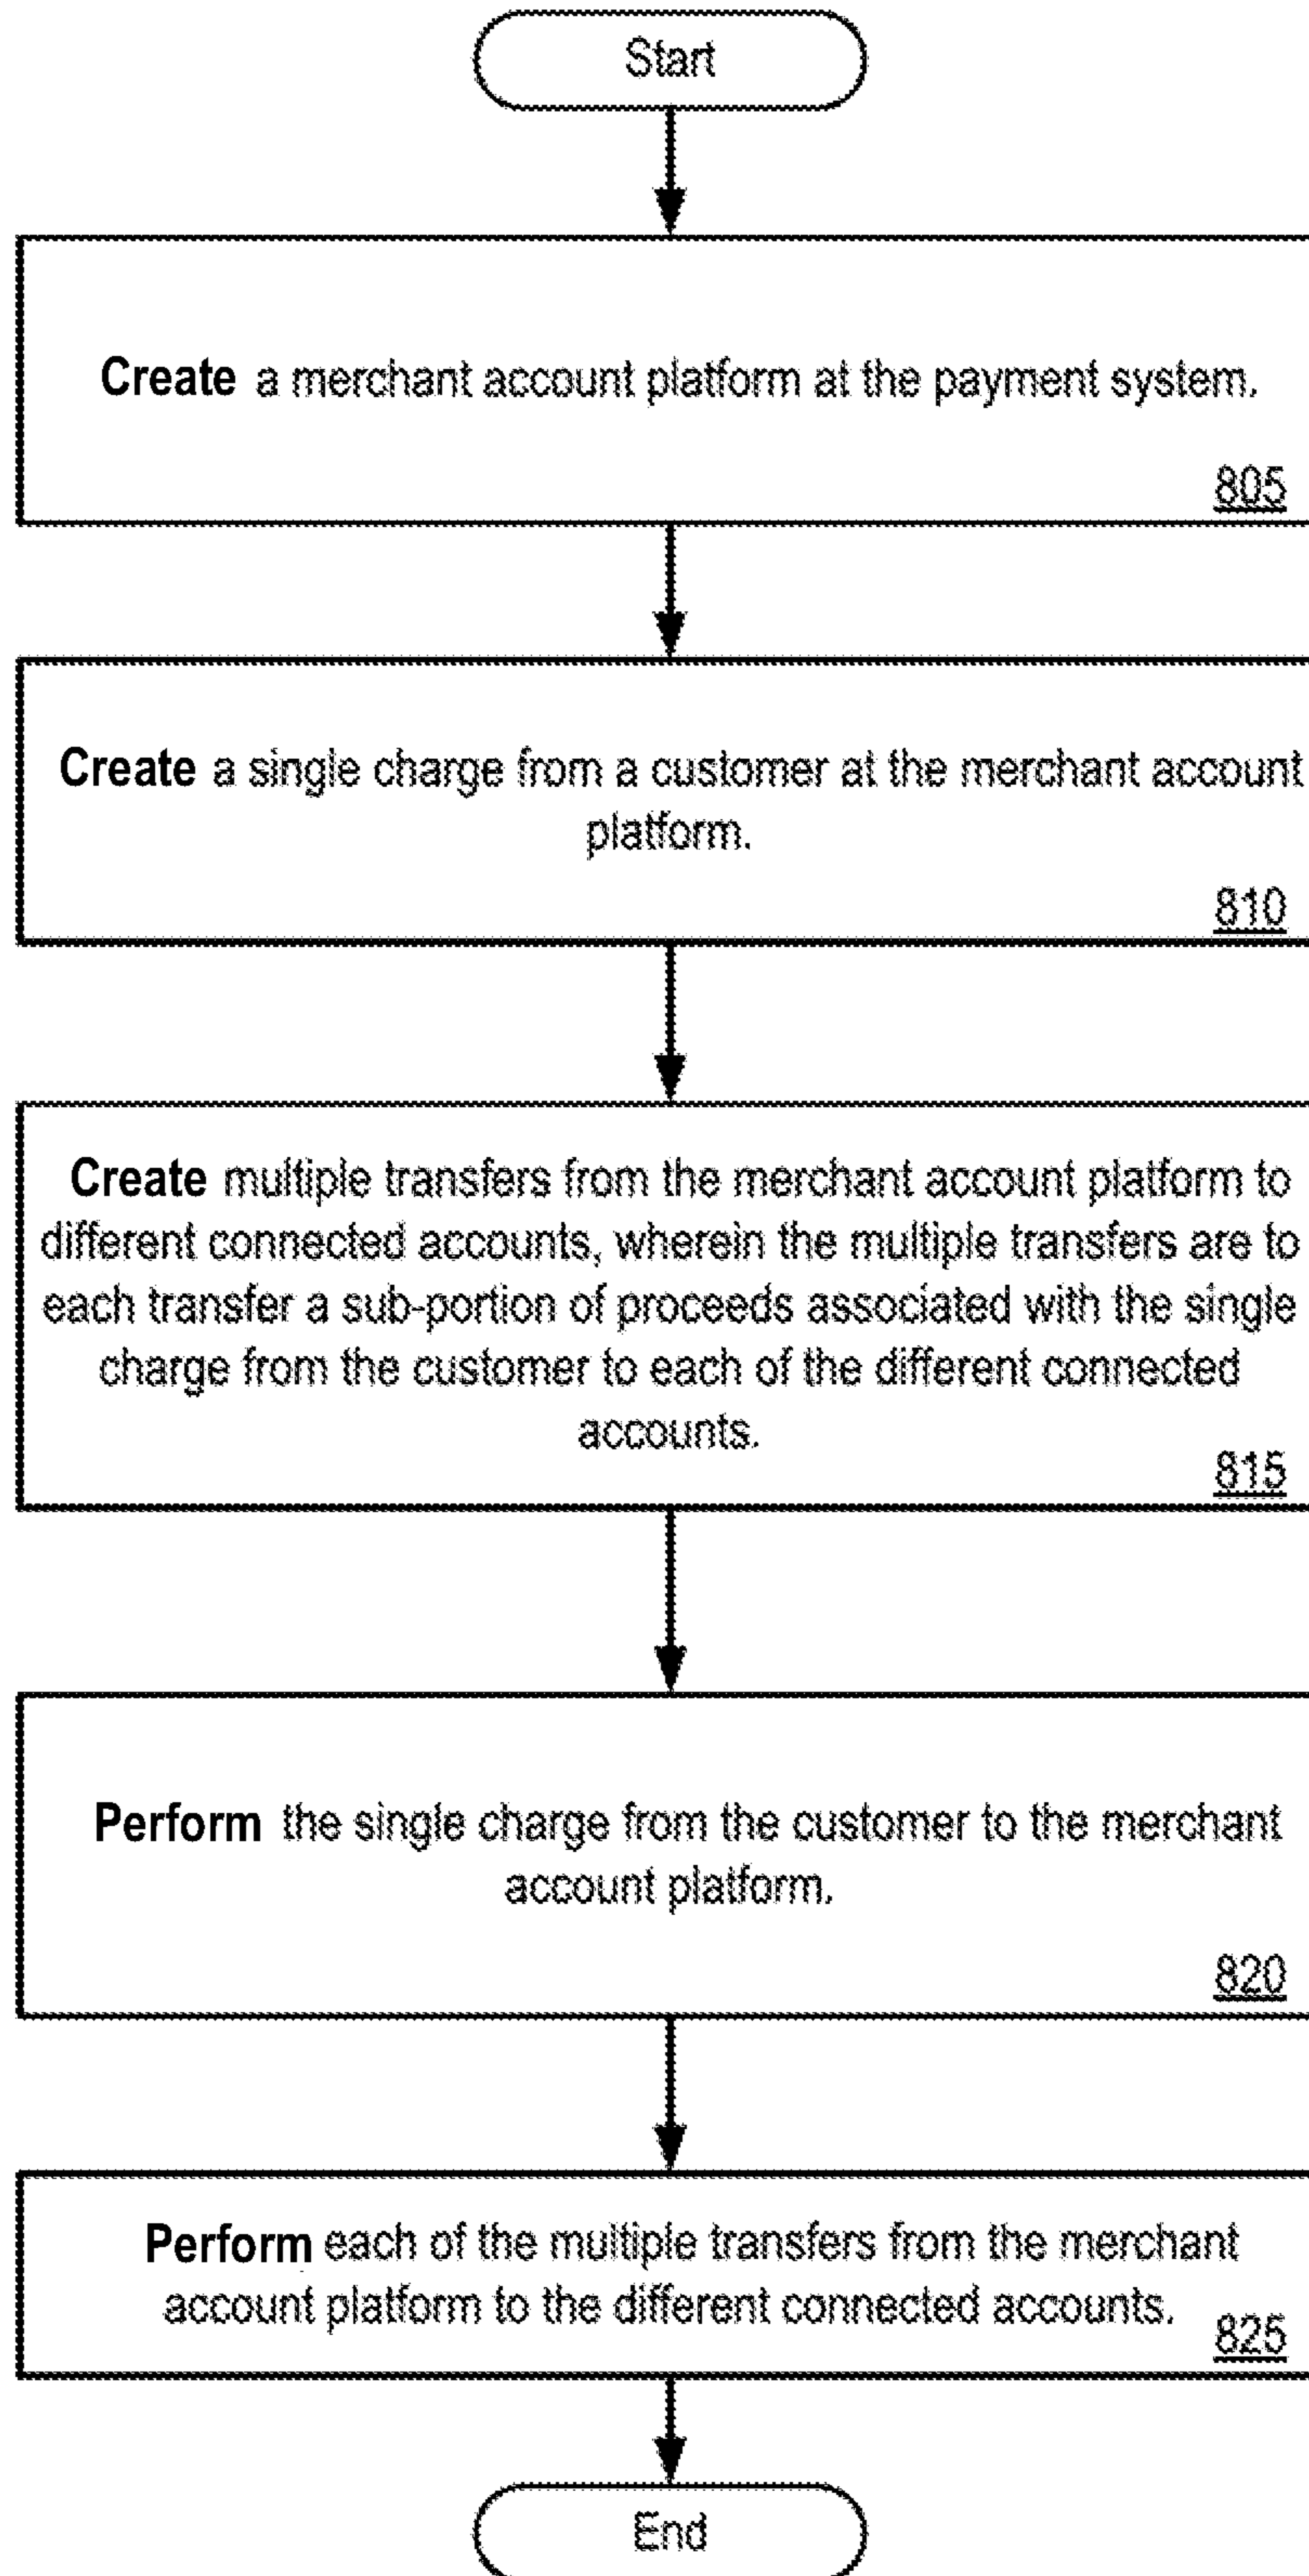 Start
Create a merchant account platform at the payment system.
805
Create a single charge from a customer at the merchant account
platform.
810
Create multiple transfers from the merchant account platform to
different connected accounts, wherein the multiple transfers are to
each transfer a sub-portion of proceeds associated with the single
charge from the customer to each of the different connected
accounts.
815
Perform the single charge from the customer to the merchant
account platform.
820
Perform each of the multiple transfers from the merchant
account platform to the different connected accounts.
825
End